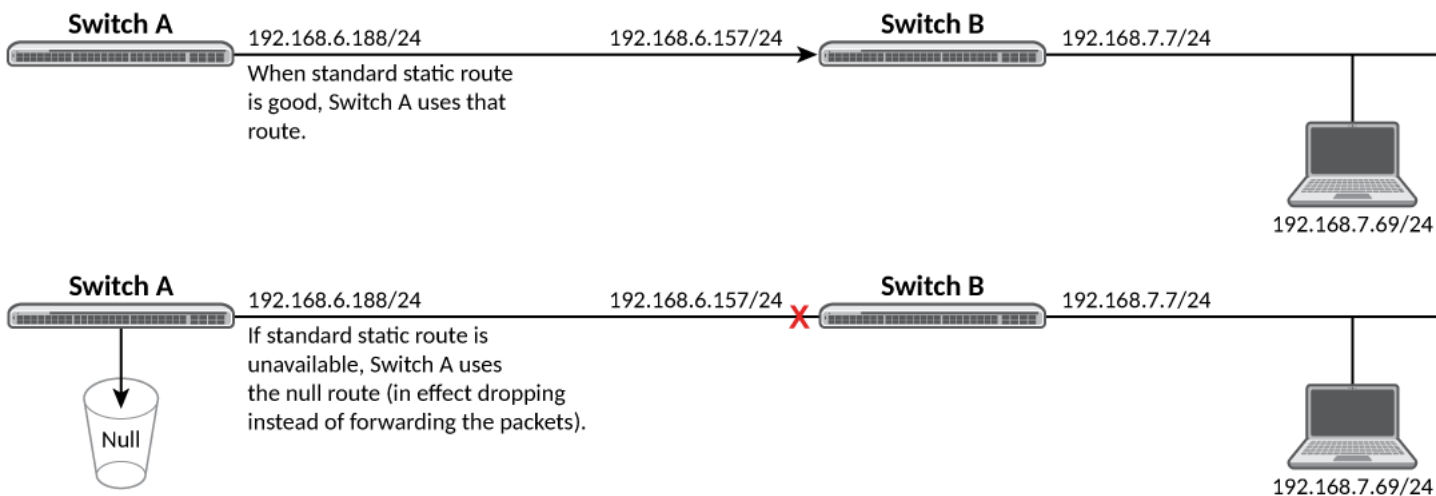 Switch A
192.168.6.188/24
192.168.6.157/24
Switch B
192.168.7.7/24
When standard static route
is good, Switch A uses that
route.
192.168.7.69/24
Switch A
192.168.6.188/24
192.168.6.157/24
X
Switch B
192.168.7.7/24
If standard static route is
unavailable, Switch A uses
the null route (in effect dropping
instead of forwarding the packets).
Null
192.168.7.69/24